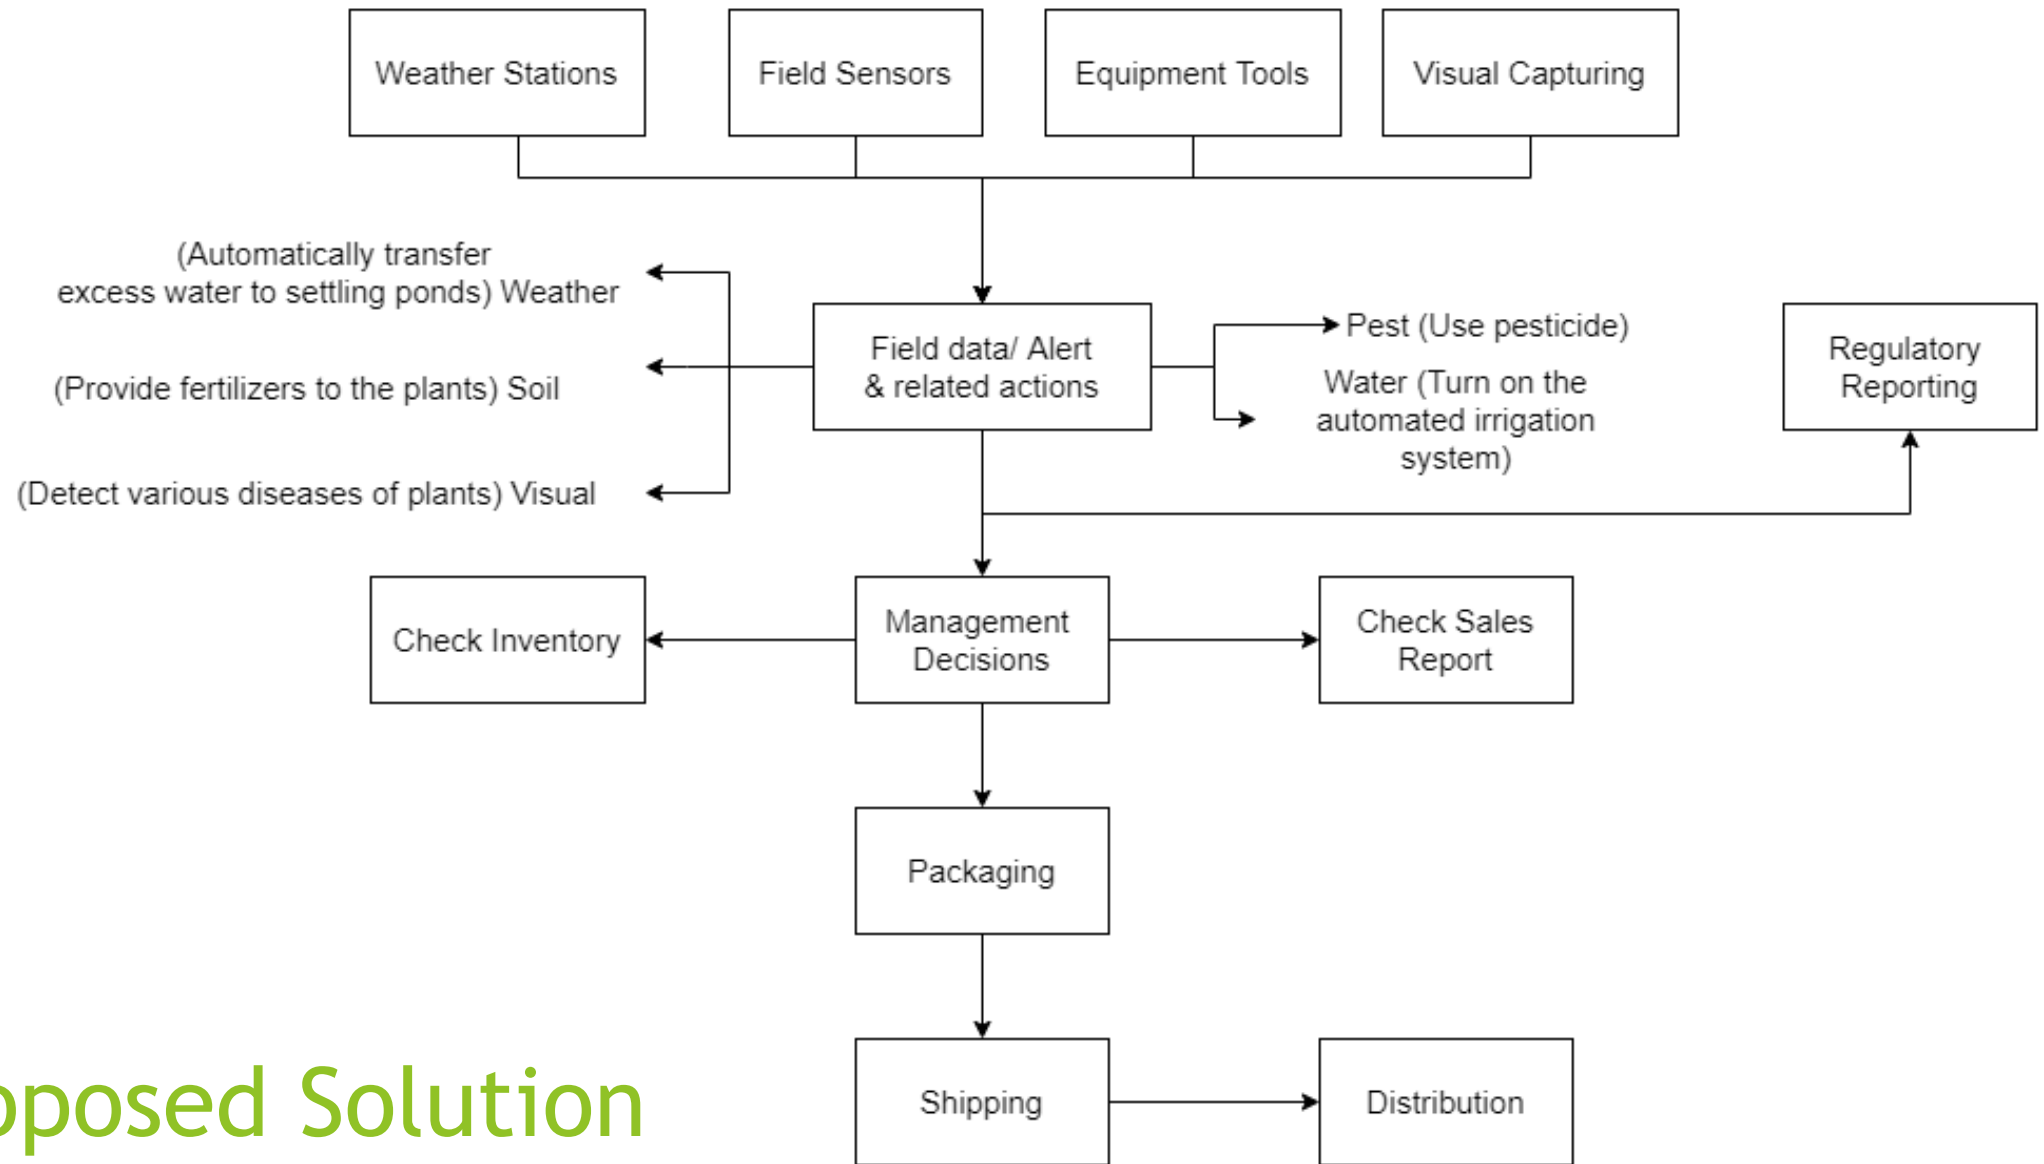 Weather Stations
Field Sensors
Equipment Tools
Visual Capturing
(Automatically transfer
excess water to settling ponds) Weather
(Provide fertilizers to the plants) Soil
(Detect various diseases of plants) Visual
Field data/ Alert
& related actions
Pest (Use pesticide)
Water (Turn on the
automated irrigation
system)
Regulatory
Reporting
Check Inventory
Management
Decisions
Check Sales
Report
Packaging
Shipping
Distribution
oposed Solution